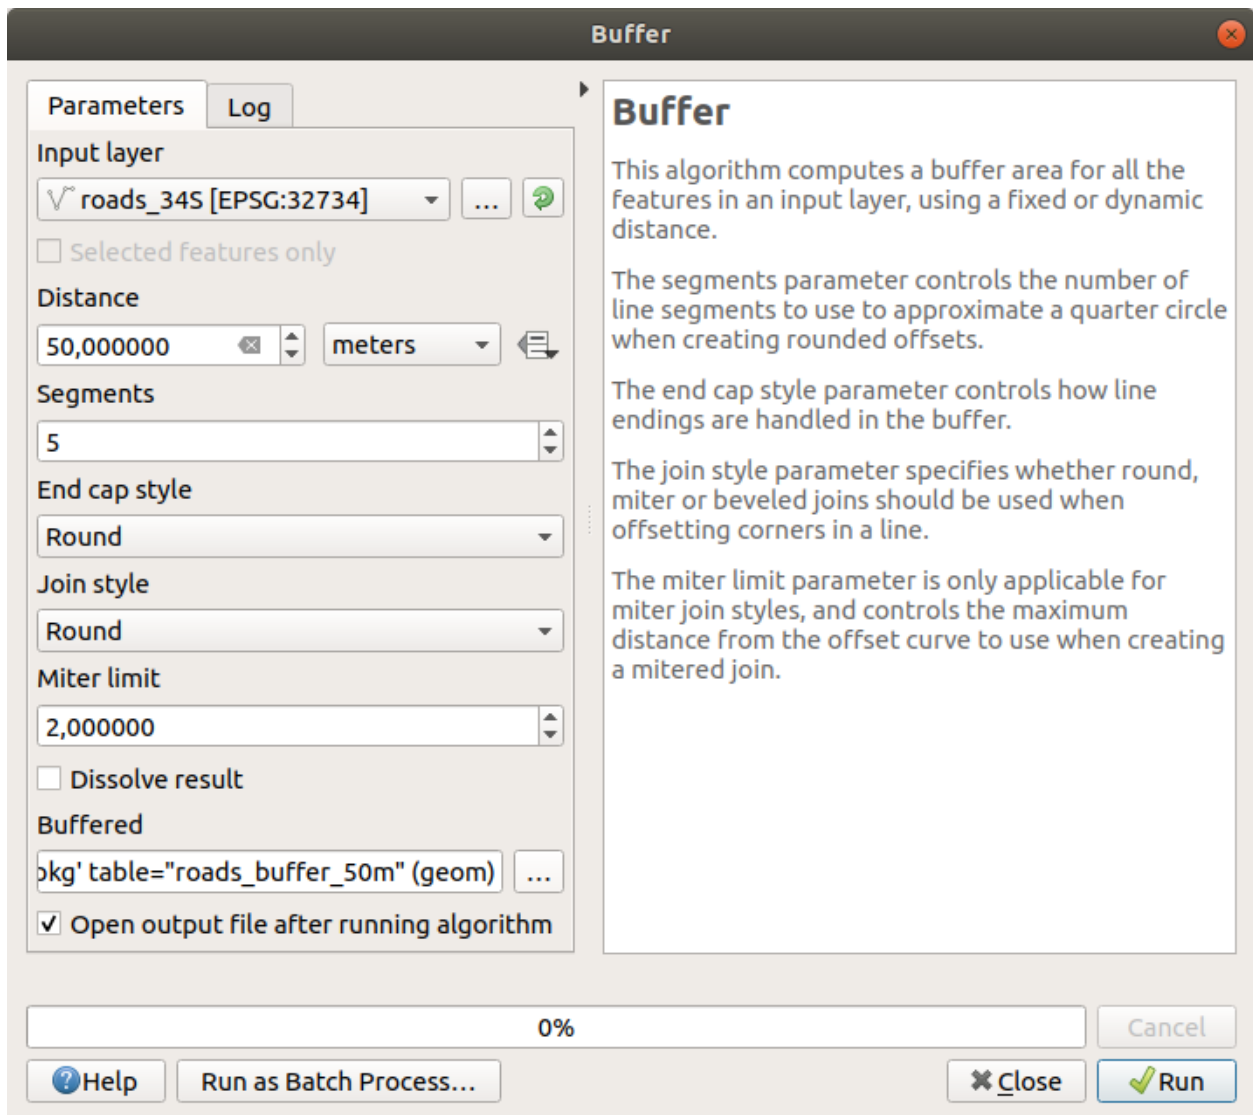 Buffer
Parameters
Log
Input layer
roads_34S [EPSG:32734]
...
Selected features only
Distance
50,000000
meters
Segments
5
End cap style
Round
Join style
Round
Miter limit
2,000000
Dissolve result
Buffered
okg' table="roads_buffer_50m" (geom)
...
Open output file after running algorithm
Buffer
This algorithm computes a buffer area for all the
features in an input layer, using a fixed or dynamic
distance.
The segments parameter controls the number of
line segments to use to approximate a quarter circle
when creating rounded offsets.
The end cap style parameter controls how line
endings are handled in the buffer.
The join style parameter specifies whether round,
miter or beveled joins should be used when
offsetting corners in a line.
The miter limit parameter is only applicable for
miter join styles, and controls the maximum
distance from the offset curve to use when creating
a mitered join.
0%
Cancel
Help
Run as Batch Process...
Close
Run